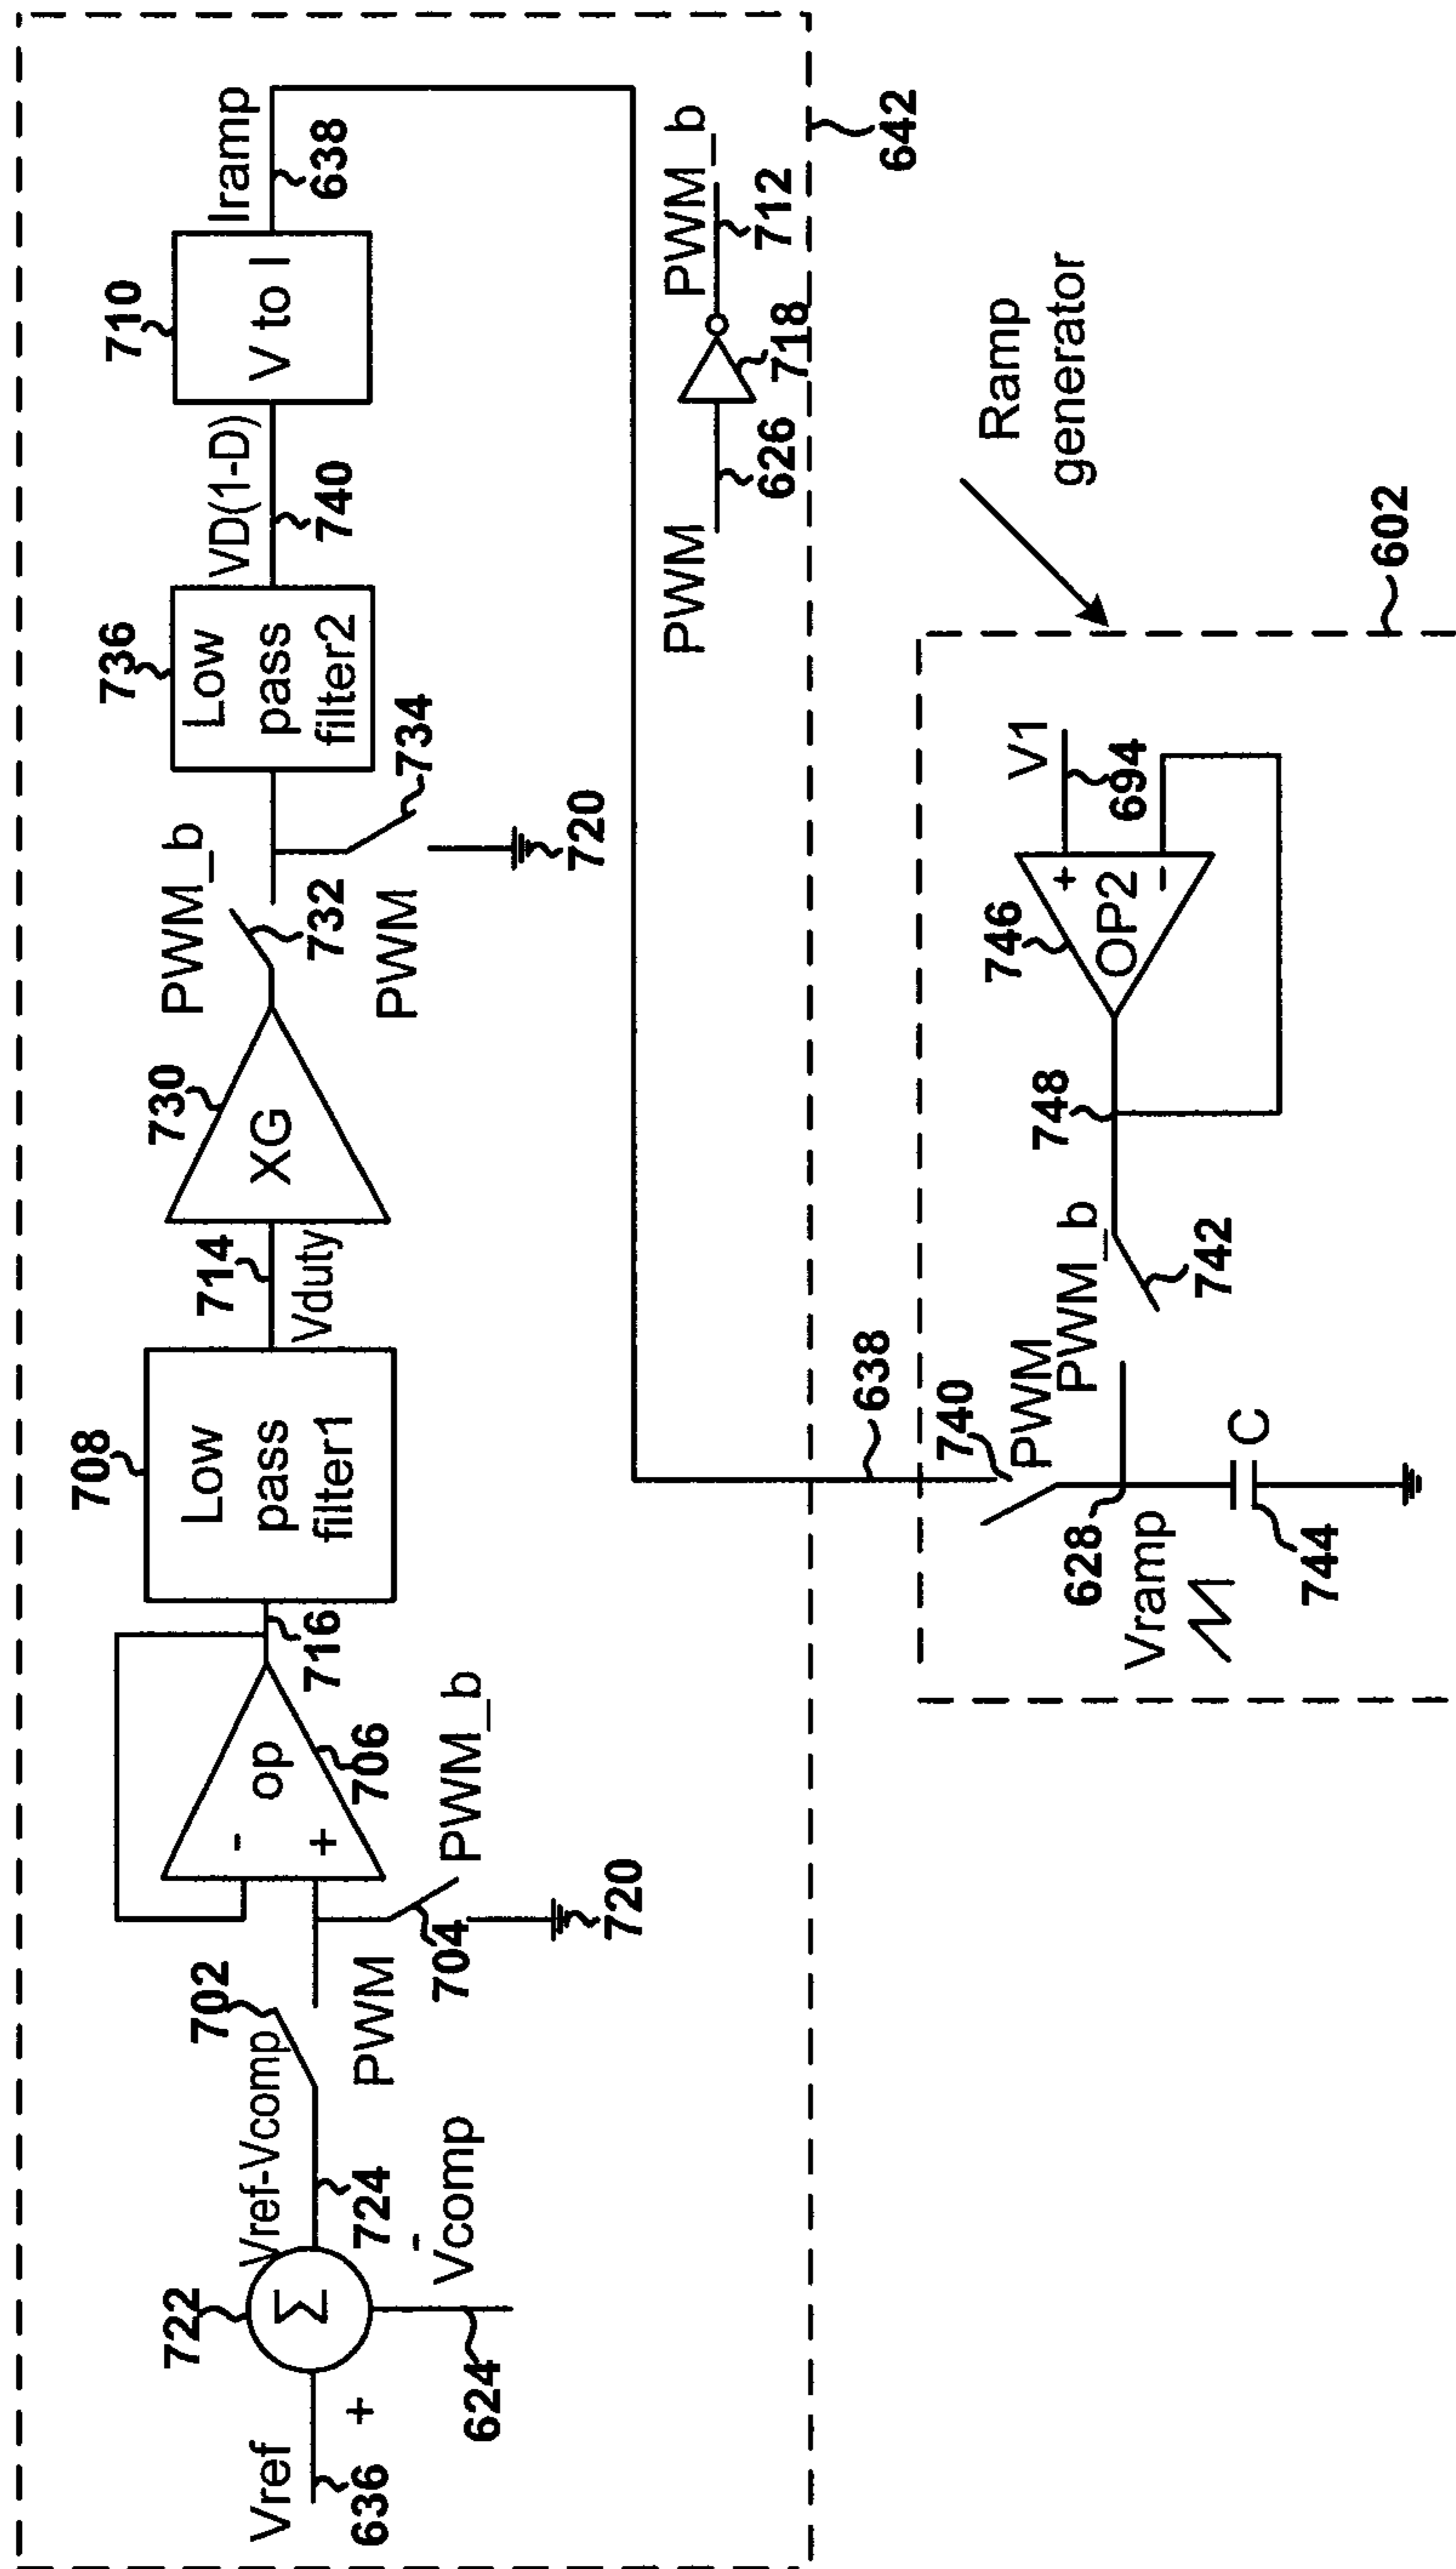 Vref
636
+
722
Σ
-
Vcomp
624
Vref-Vcomp
724
702
PWM
704
PWM_b
720
-
+
op
706
716
708
Low
pass
filter1
714
Vduty
730
XG
PWM_b
732
PWM
734
720
736
Low
pass
filter2
VD(1-D)
740
710
V to I
Iramp
638
PWM
626
718
PWM_b
712
642
638
740
PWM
628
Vramp
C
744
PWM_b
742
748
746
OP2
+
-
V1
694
Ramp
generator
602